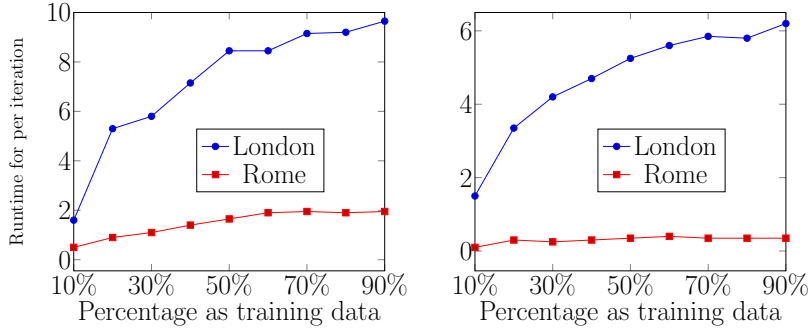 Runtime for per iteration
10
8
6
4
2
0
London
Rome
10% 30% 50% 70% 90%
Percentage as training data
6
4
2
0
London
Rome
10% 30% 50% 70% 90%
Percentage as training data